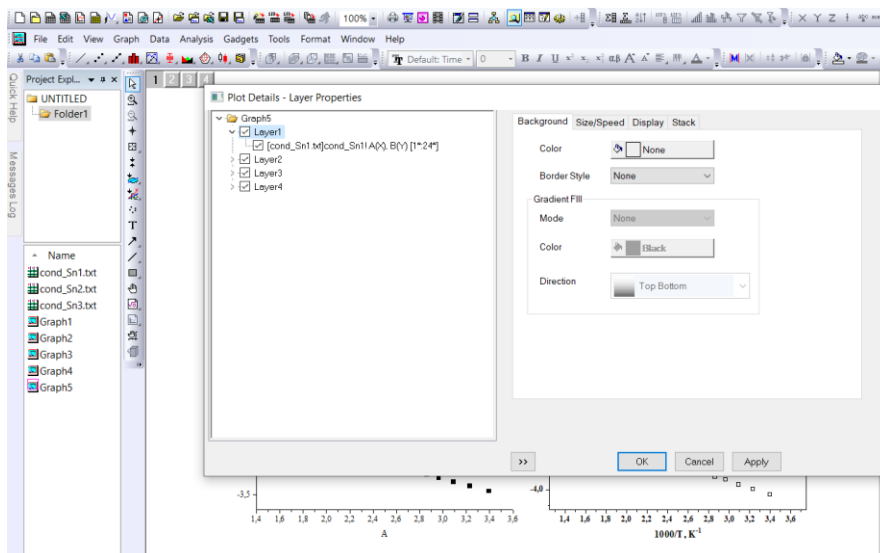 100%
X Y Z
File Edit View Graph Data Analysis Gadgets Tools Format Window Help
Default: Time 0 B I U αβ A A
Quick Help
Messages Log
Project Expl...
UNTITLED
Folder1
Name
cond_Sn1.txt
cond_Sn2.txt
cond_Sn3.txt
Graph1
Graph2
Graph3
Graph4
Graph5
T
1 2 3 4
Plot Details - Layer Properties
Graph5
Layer1
[cond_Sn1.txt]cond_Sn1! A(X), B(Y) [1*:24*]
Layer2
Layer3
Layer4
Background Size/Speed Display Stack
Color None
Border Style None
Gradient Fill
Mode None
Color Black
Direction Top Bottom
>> OK Cancel Apply
-3,5
1,4 1,6 1,8 2,0 2,2 2,4 2,6 2,8 3,0 3,2 3,4 3,6
A
-4,0
1,4 1,6 1,8 2,0 2,2 2,4 2,6 2,8 3,0 3,2 3,4 3,6
1000/T, K⁻¹